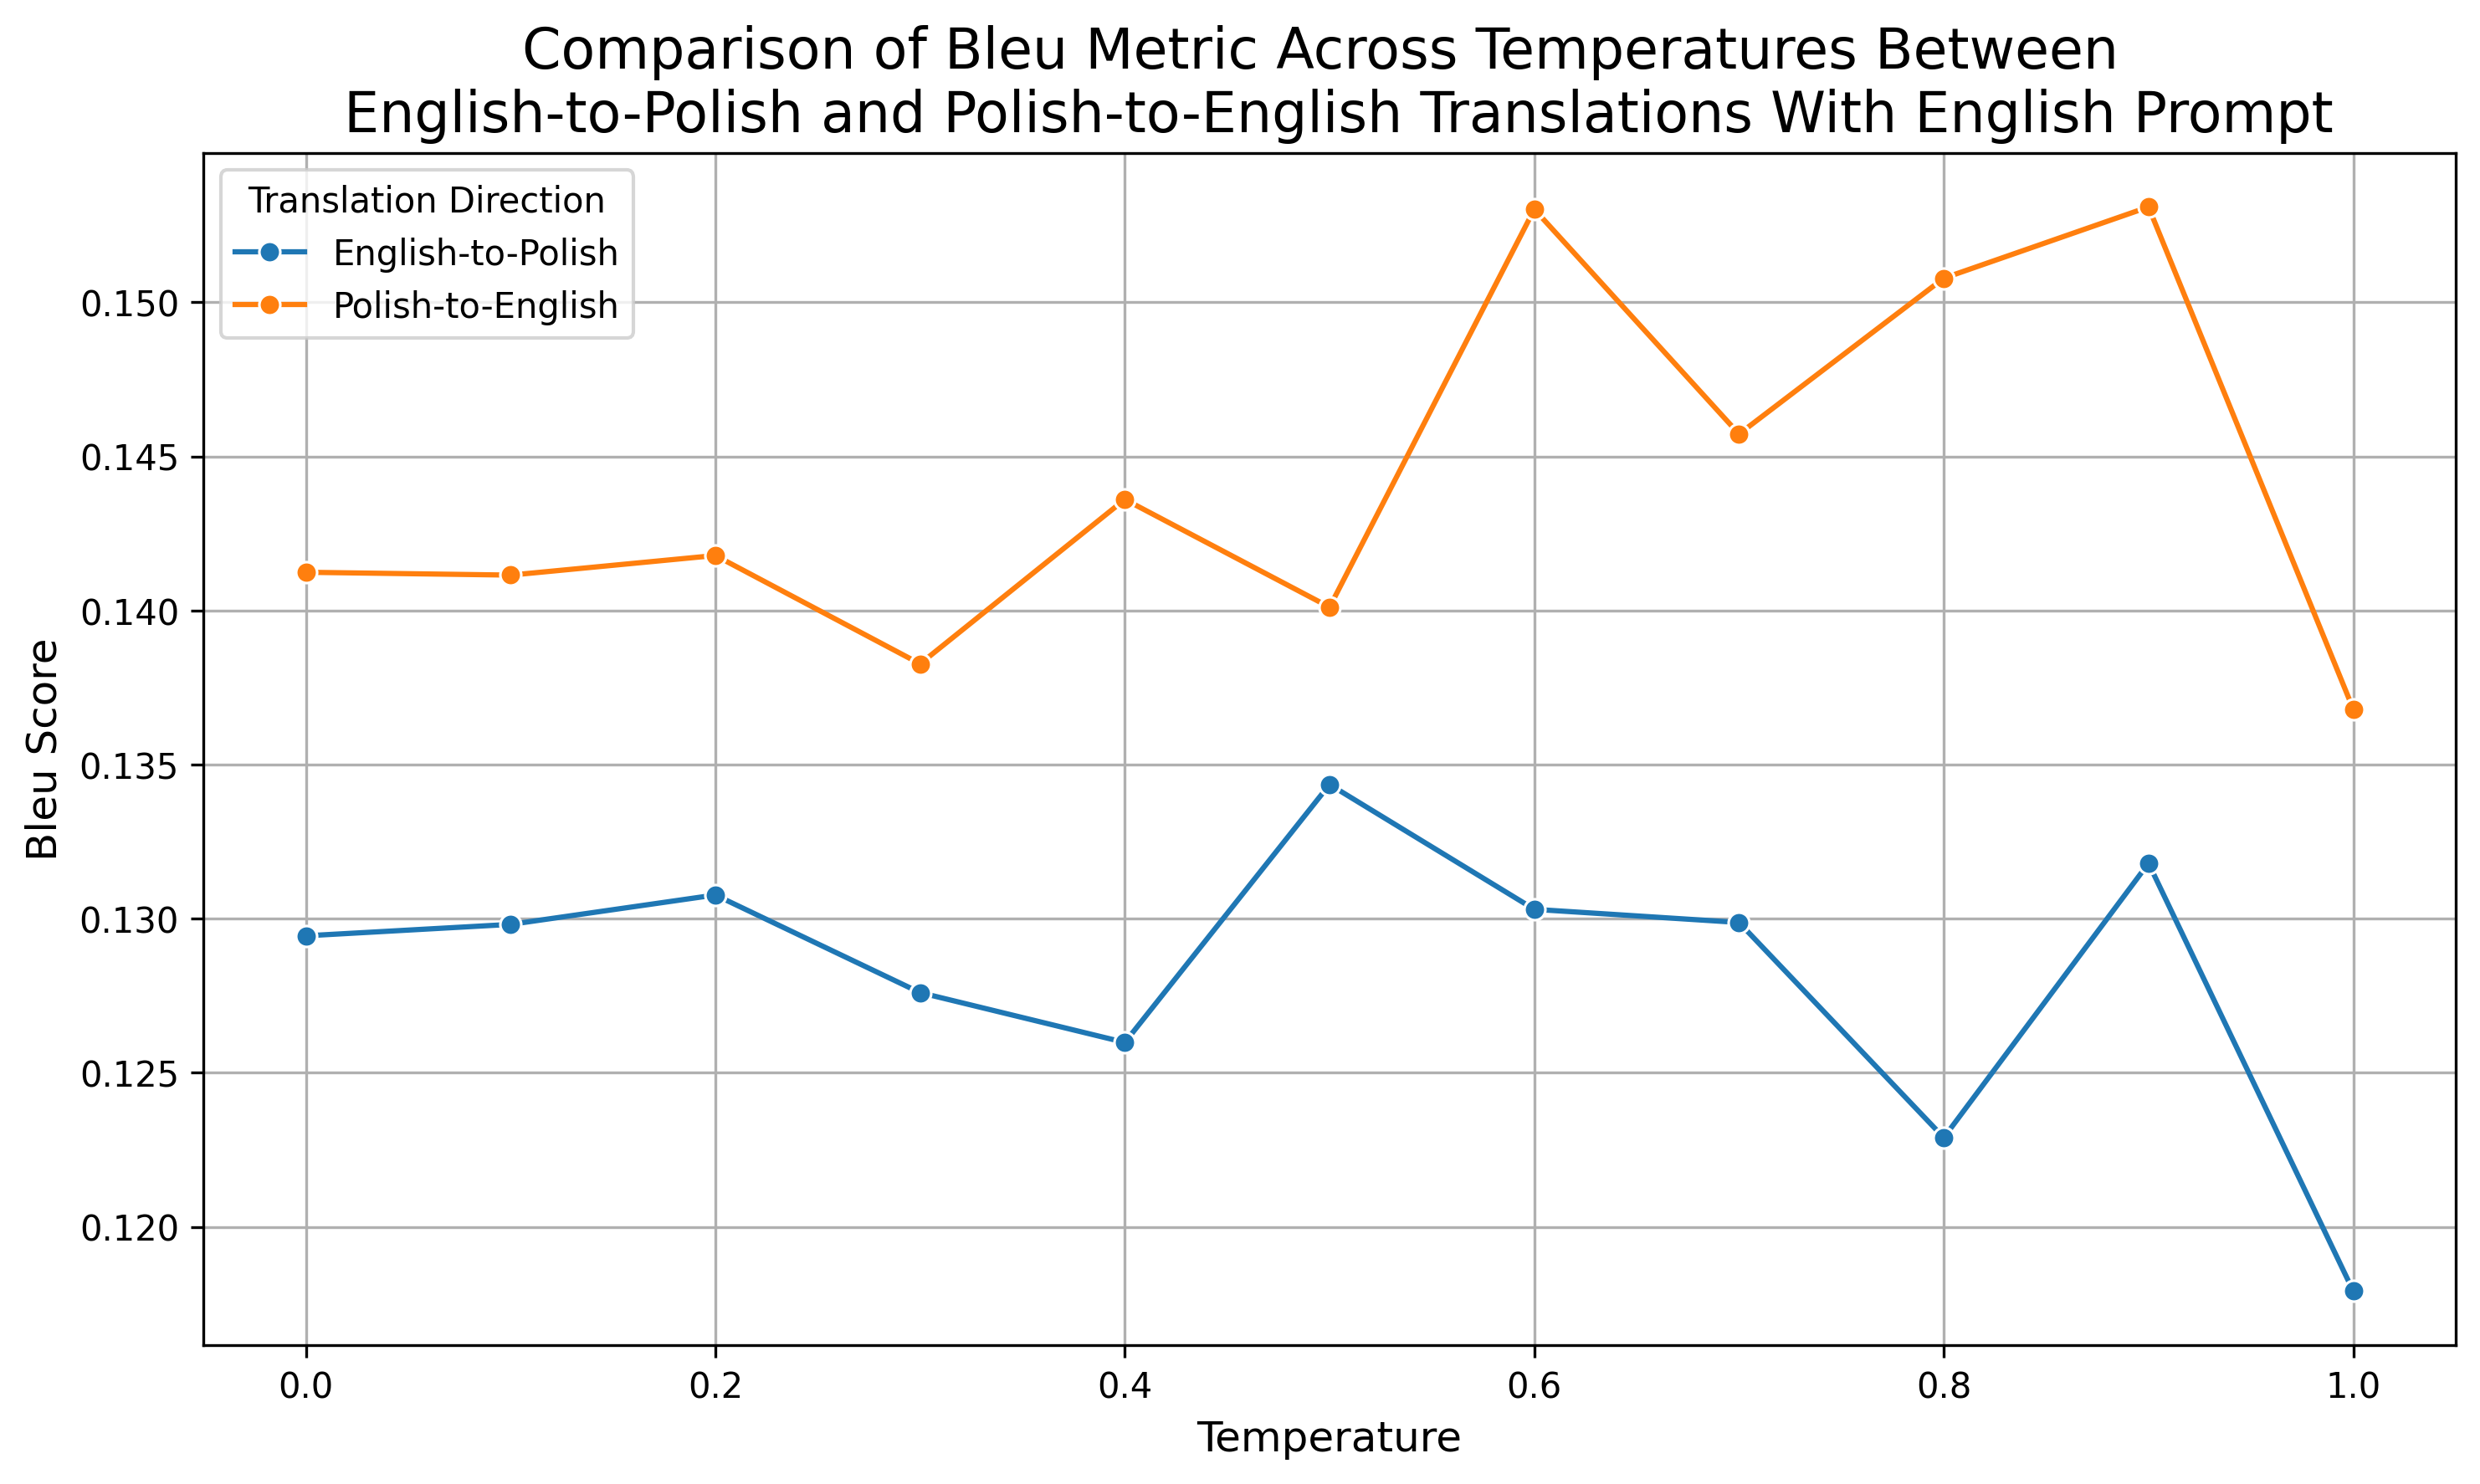 Comparison of Bleu Metric Across Temperatures Between
English-to-Polish and Polish-to-English Translations With English Prompt
Translation Direction
English-to-Polish
Polish-to-English
Bleu Score
0.150
0.145
0.140
0.135
0.130
0.125
0.120
0.0
0.2
0.4
0.6
0.8
1.0
Temperature